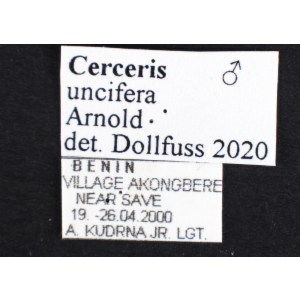 Cerceris ♂
uncifera
Arnold
det. Dollfuss 2020
BENIN
VILLAGE AKONGBERE
NEAR SAVE
19. -26.04.2000
A. KUDRNA JR. LGT.